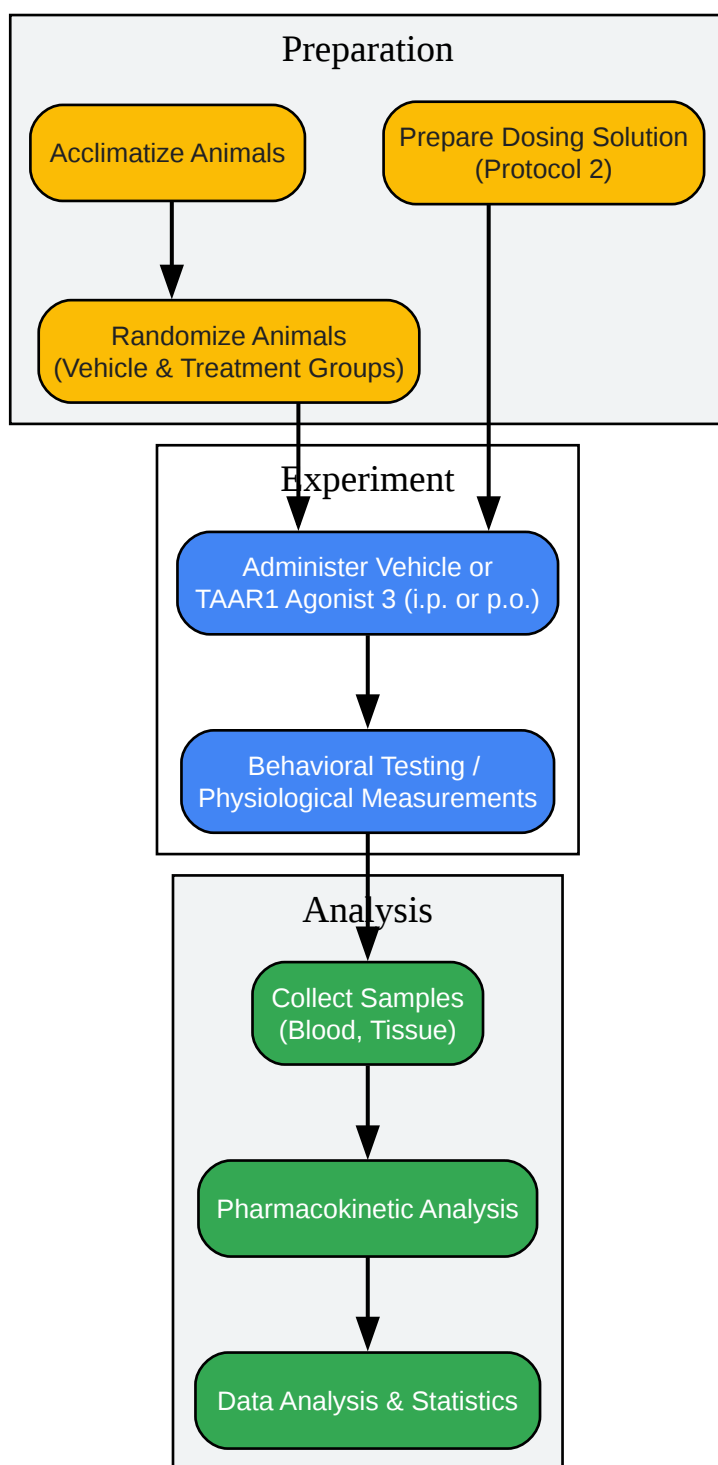 Preparation
Acclimatize Animals
Prepare Dosing Solution
(Protocol 2)
Randomize Animals
(Vehicle & Treatment Groups)
Experiment
Administer Vehicle or
TAAR1 Agonist 3 (i.p. or p.o.)
Behavioral Testing /
Physiological Measurements
Analysis
Collect Samples
(Blood, Tissue)
Pharmacokinetic Analysis
Data Analysis & Statistics